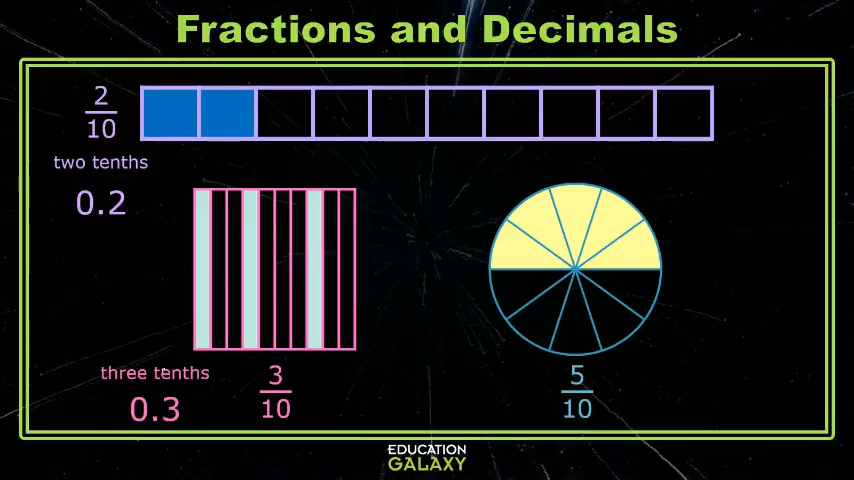 Fractions and Decimals
2
10
two tenths
0.2
three tenths
0.3
3
10
5
10
EDUCATION
GALAXY